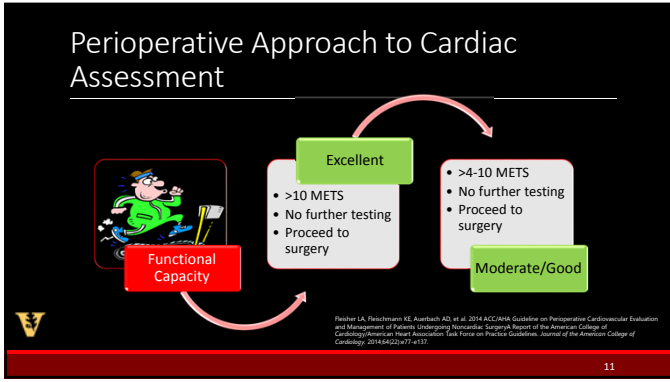 Perioperative Approach to Cardiac
Assessment
Functional
Capacity
Excellent
• >10 METS
• No further testing
• Proceed to
surgery
• >4-10 METS
• No further testing
• Proceed to
surgery
Moderate/Good
Fleisher LA, Fleischmann KE, Auerbach AD, et al. 2014 ACC/AHA Guideline on Perioperative Cardiovascular Evaluation
and Management of Patients Undergoing Noncardiac SurgeryA Report of the American College of
Cardiology/American Heart Association Task Force on Practice Guidelines. Journal of the American College of
Cardiology. 2014;64(22):e77-e137.
V
11